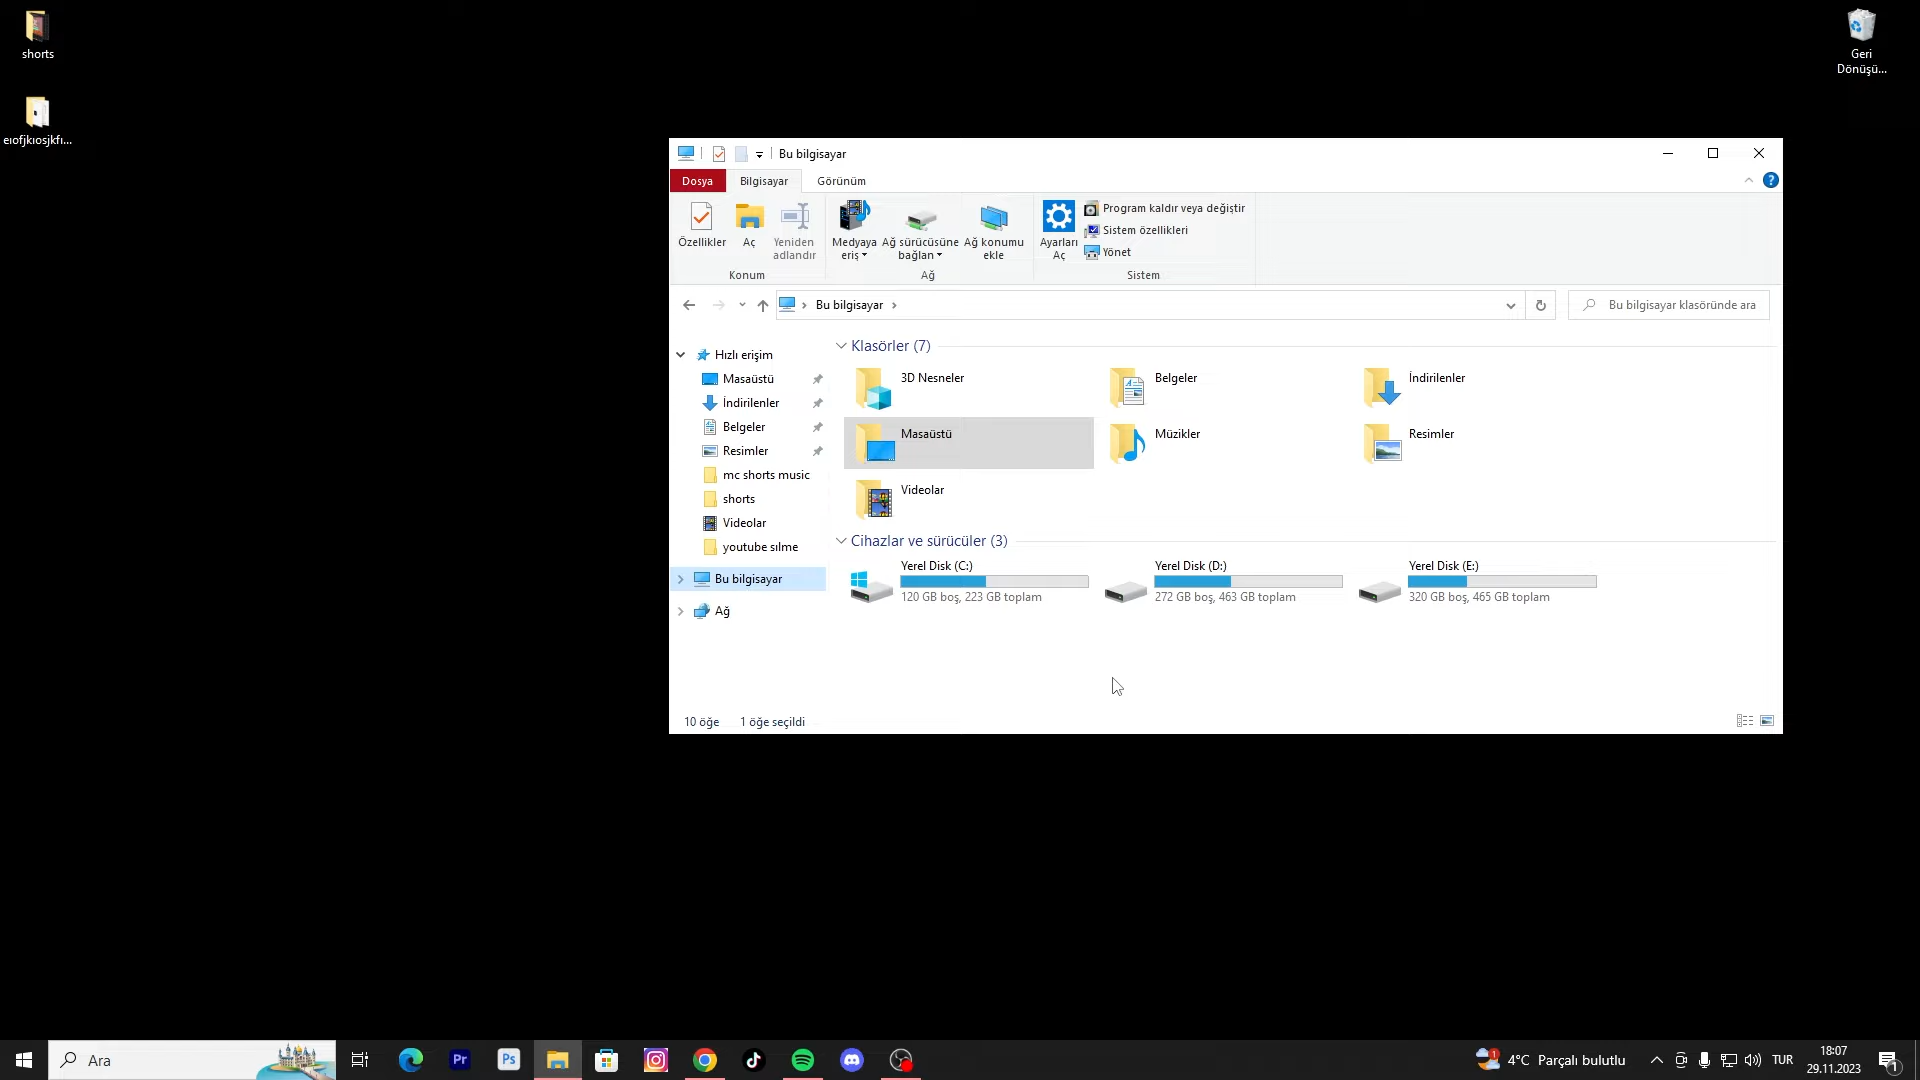 shorts
eıofjkıosjkfı...
Geri
Dönüşü...
Bu bilgisayar
Dosya
Bilgisayar
Görünüm
Özellikler
Aç
Yeniden
adlandır
Konum
Medyaya
eriş
Ağ sürücüsüne
bağlan
Ağ konumu
ekle
Ağ
Ayarları
Aç
Program kaldır veya değiştir
Sistem özellikleri
Yönet
Sistem
Bu bilgisayar
Bu bilgisayar klasöründe ara
Hızlı erişim
Masaüstü
İndirilenler
Belgeler
Resimler
mc shorts music
shorts
Videolar
youtube sılme
Bu bilgisayar
Ağ
Klasörler (7)
3D Nesneler
Belgeler
İndirilenler
Masaüstü
Müzikler
Resimler
Videolar
Cihazlar ve sürücüler (3)
Yerel Disk (C:)
120 GB boş, 223 GB toplam
Yerel Disk (D:)
272 GB boş, 463 GB toplam
Yerel Disk (E:)
320 GB boş, 465 GB toplam
10 öğe
1 öğe seçildi
Ara
Pr
Ps
1
4°C Parçalı bulutlu
TUR
18:07
29.11.2023
1